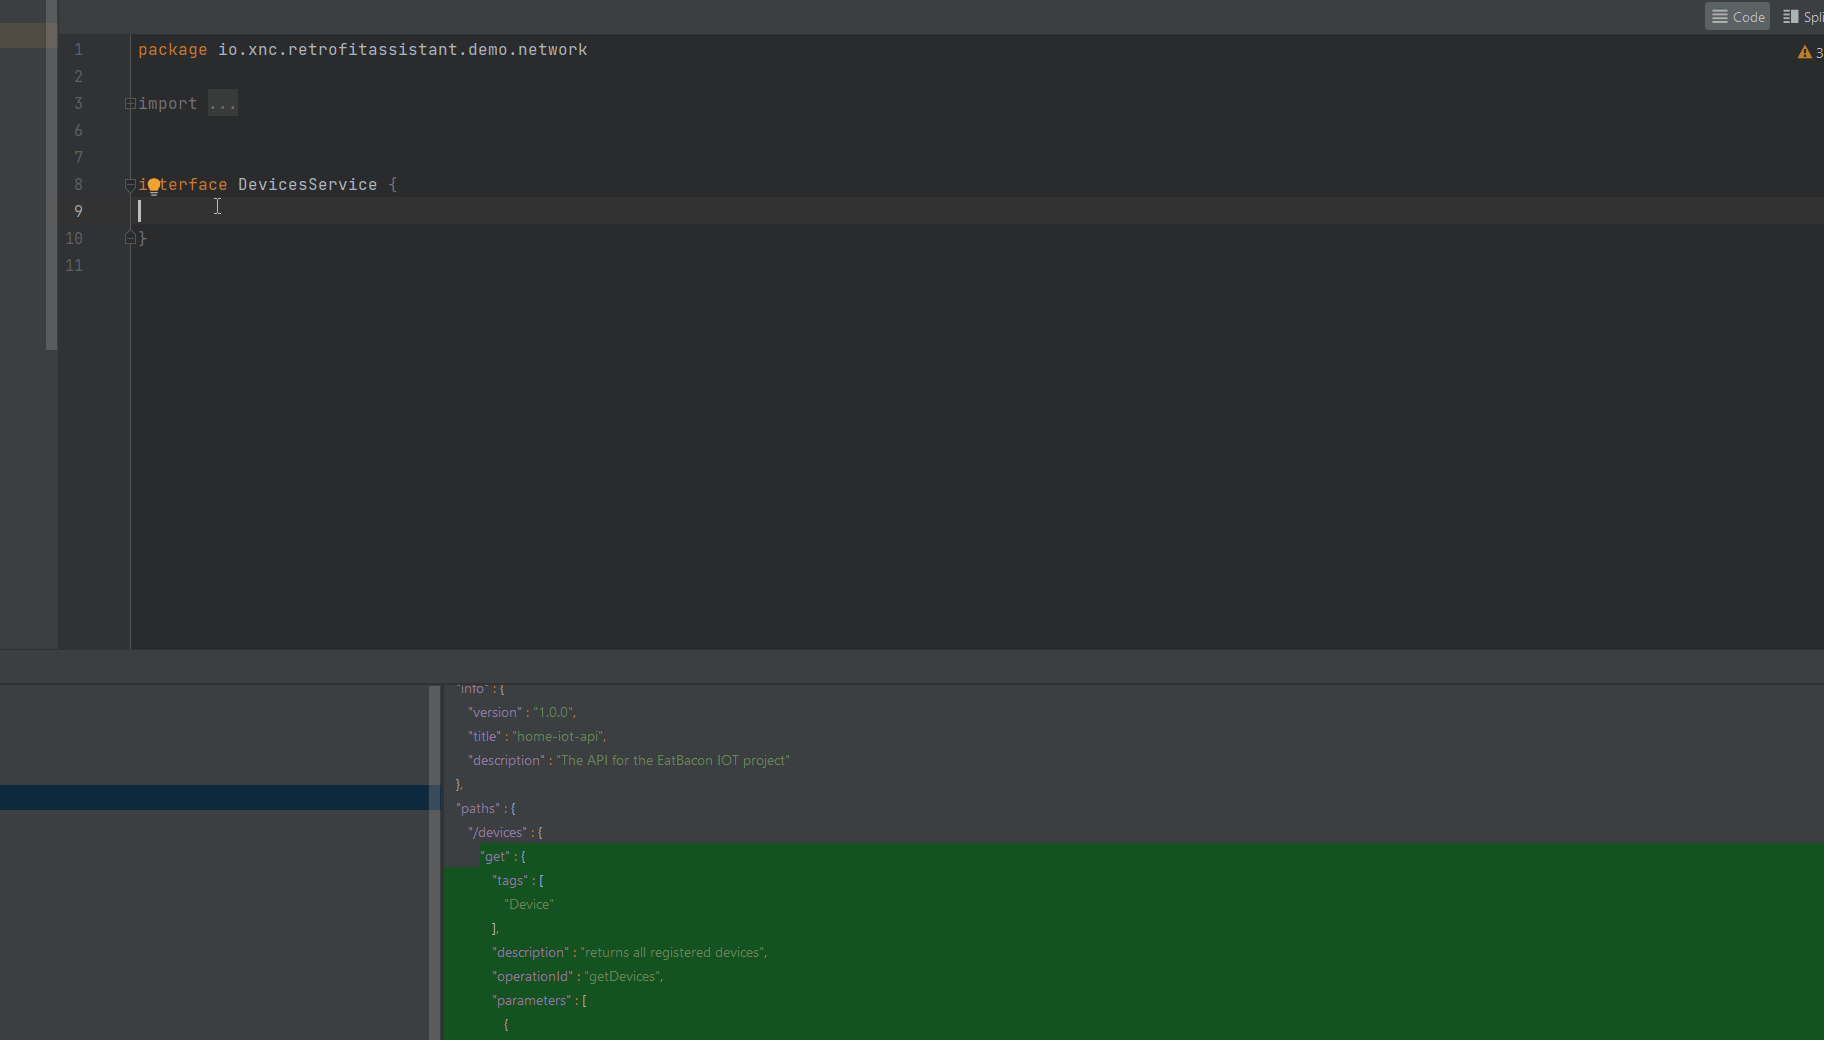 Code
1 package io.xnc.retrofitassistant.demo.network
3
2
3 import ...
6
7
8 interface DevicesService {
9
10 }
11
"info" : {
"version" : "1.0.0",
"title" : "home-iot-api",
"description" : "The API for the EatBacon IOT project"
},
"paths" : {
"/devices" : {
"get" : {
"tags" : [
"Device"
],
"description" : "returns all registered devices",
"operationId" : "getDevices",
"parameters" : [
{